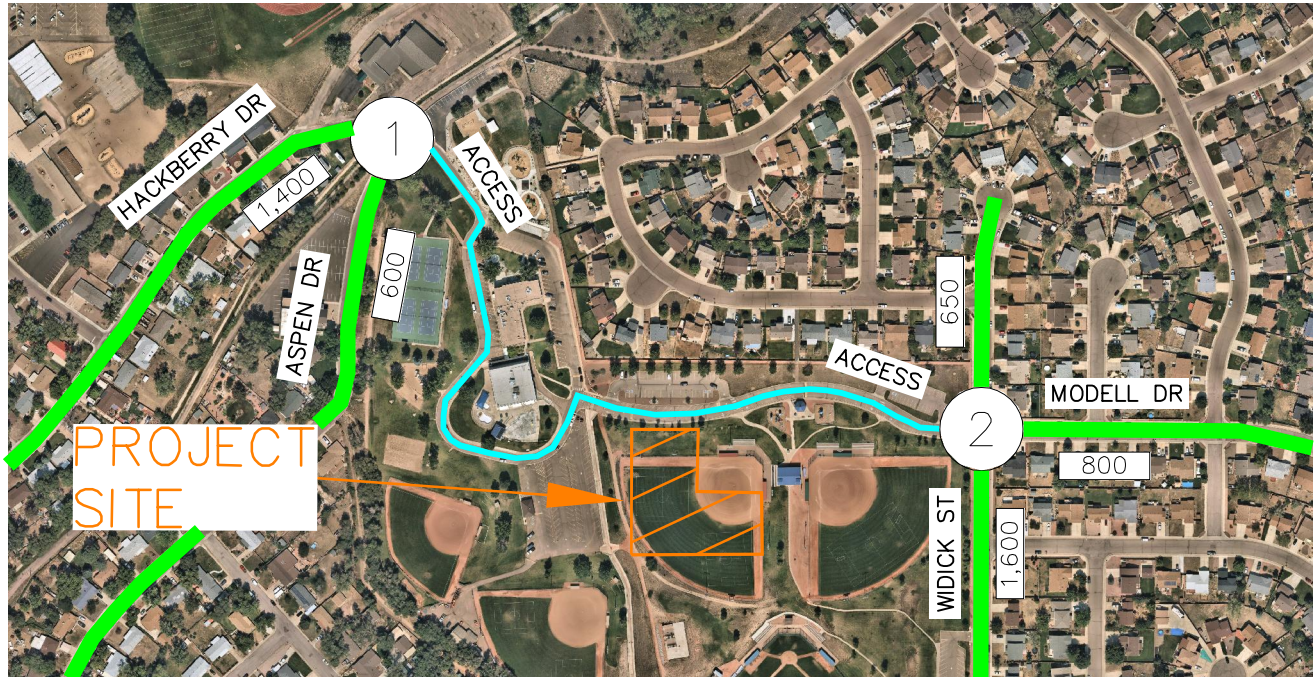 HACKBERRY DR
1,400
1
ACCESS
ASPEN DR
600
650
ACCESS
MODELL DR
2
800
PROJECT
SITE
WIDICK ST
1,600